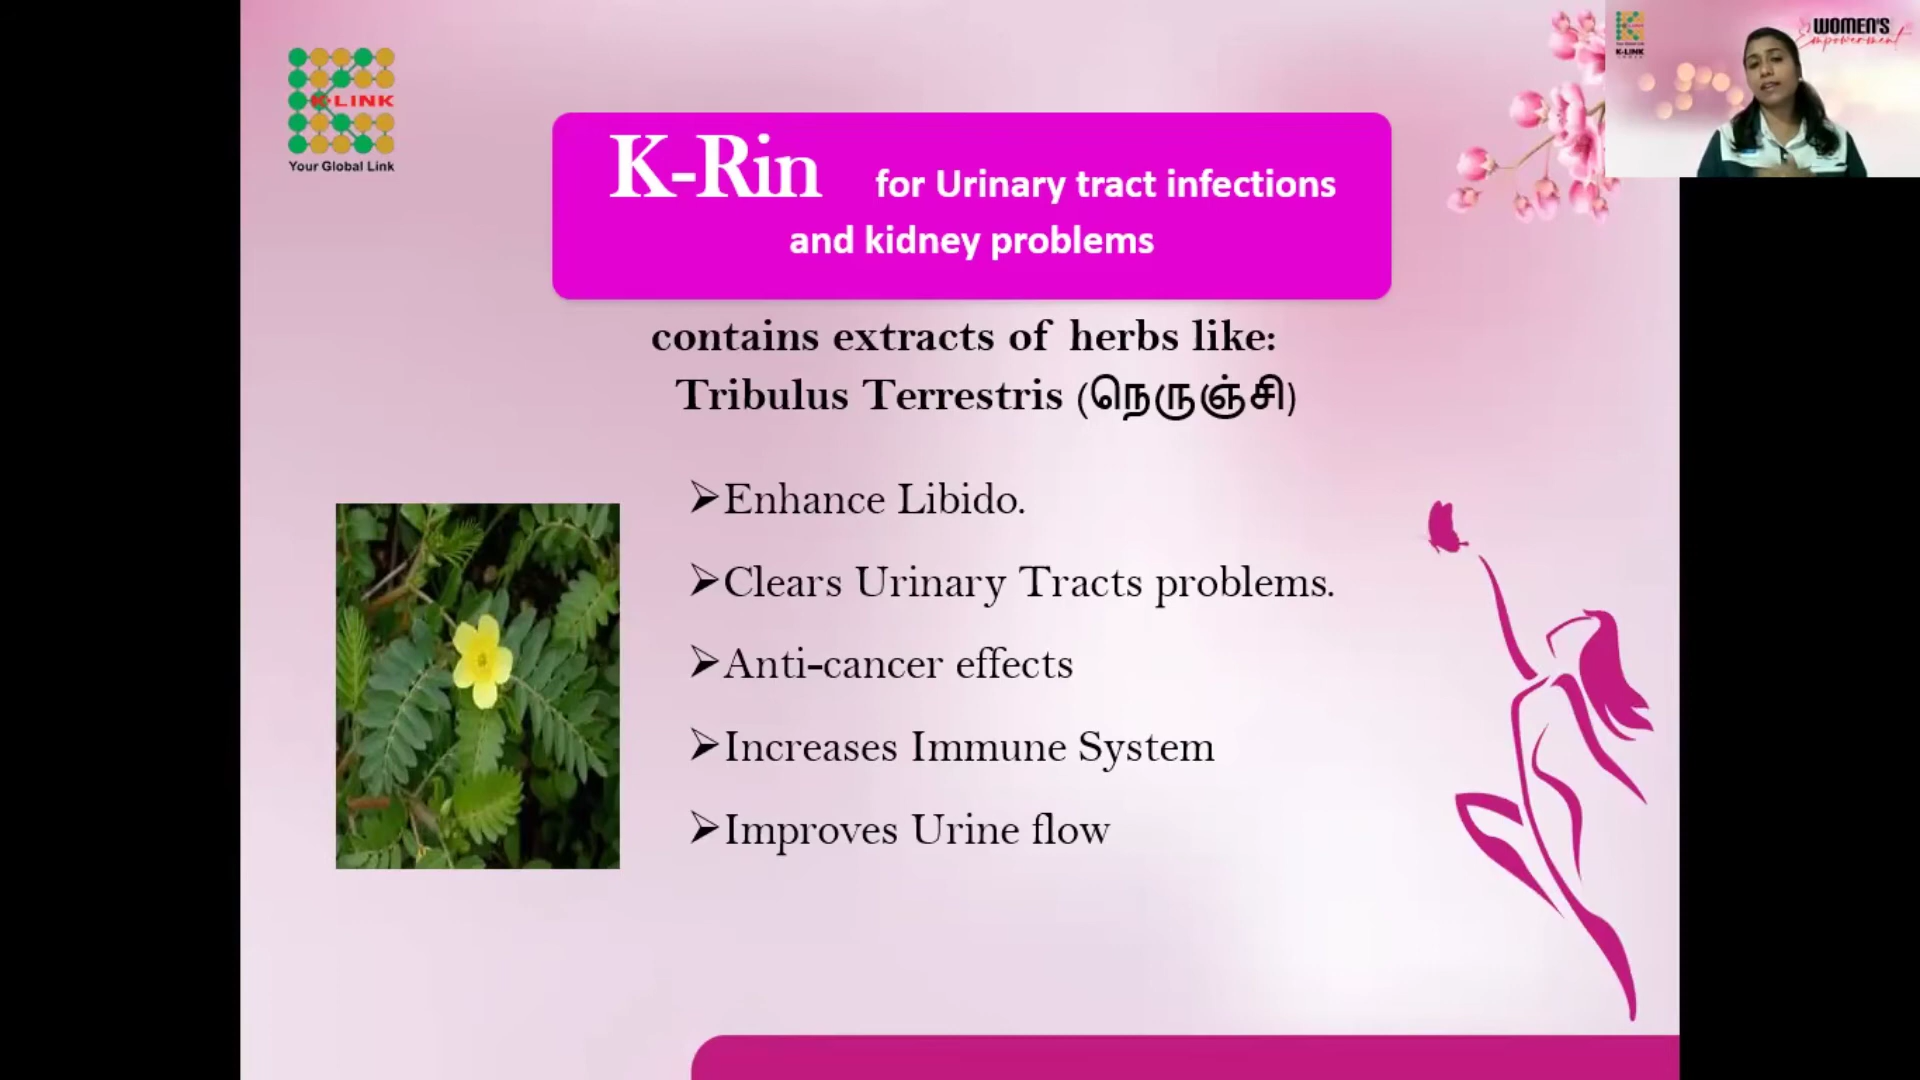 K-LINK
Your Global Link
K-Rin for Urinary tract infections
and kidney problems
contains extracts of herbs like:
Tribulus Terrestris (நெருஞ்சி)
➢Enhance Libido.
➢Clears Urinary Tracts problems.
➢Anti-cancer effects
➢Increases Immune System
➢Improves Urine flow
WOMEN'S
Empowerment
K-LINK